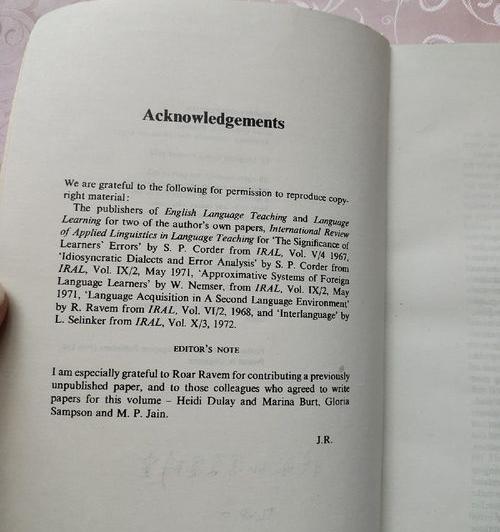 Acknowledgements
We are grateful to the following for permission to reproduce copy-
right material:
The publishers of English Language Teaching and Language
Learning for two of the author's own papers, International Review
of Applied Linguistics in Language Teaching for 'The Significance of
Learners' Errors' by S. P. Corder from IRAL, Vol. V/4 1967,
'Idiosyncratic Dialects and Error Analysis' by S. P. Corder from
IRAL, Vol. IX/2, May 1971, 'Approximative Systems of Foreign
Language Learners' by W. Nemser, from IRAL, Vol. IX/2, May
1971, 'Language Acquisition in A Second Language Environment'
by R. Ravem from IRAL, Vol. VI/2, 1968, and 'Interlanguage' by
L. Selinker from IRAL, Vol. X/3, 1972.
EDITOR'S NOTE
I am especially grateful to Roar Ravem for contributing a previously
unpublished paper, and to those colleagues who agreed to write
papers for this volume – Heidi Dulay and Marina Burt, Gloria
Sampson and M. P. Jain.
J.R.